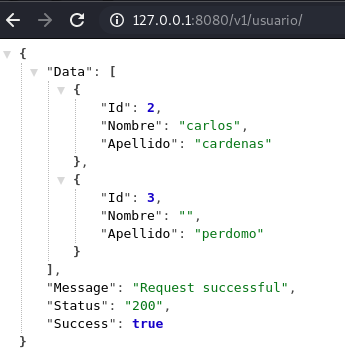 127.0.0.1:8080/v1/usuario/
{
"Data": [
{
"Id": 2,
"Nombre": "carlos",
"Apellido": "cardenas"
},
{
"Id": 3,
"Nombre": "",
"Apellido": "perdomo"
}
],
"Message": "Request successful",
"Status": "200",
"Success": true
}